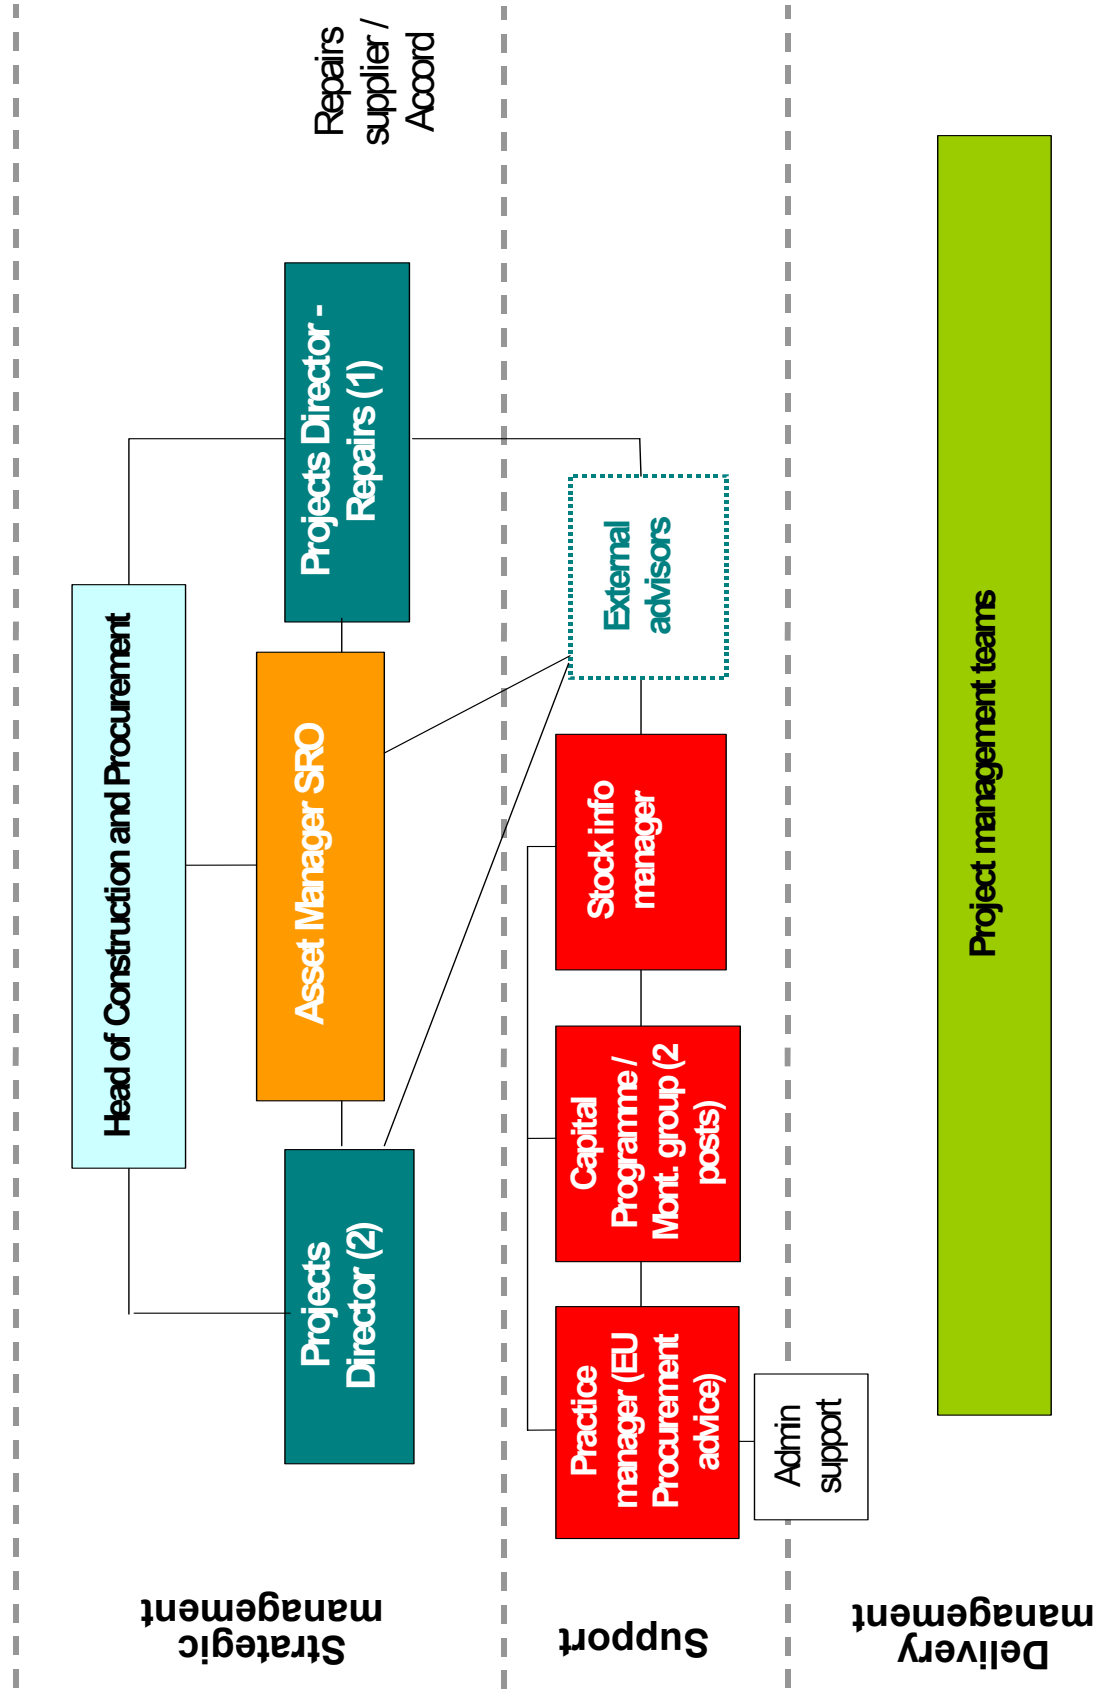 Strategic
management
Head of Construction and Procurement
Projects
Director (2)
Asset Manager SRO
Projects Director -
Repairs (1)
Repairs
supplier /
Accord
Support
Practice
manager (EU
Procurement
advice)
Capital
Programme /
Mont. group (2
posts)
Stock info
manager
External
advisors
Admin
support
Delivery
management
Project management teams